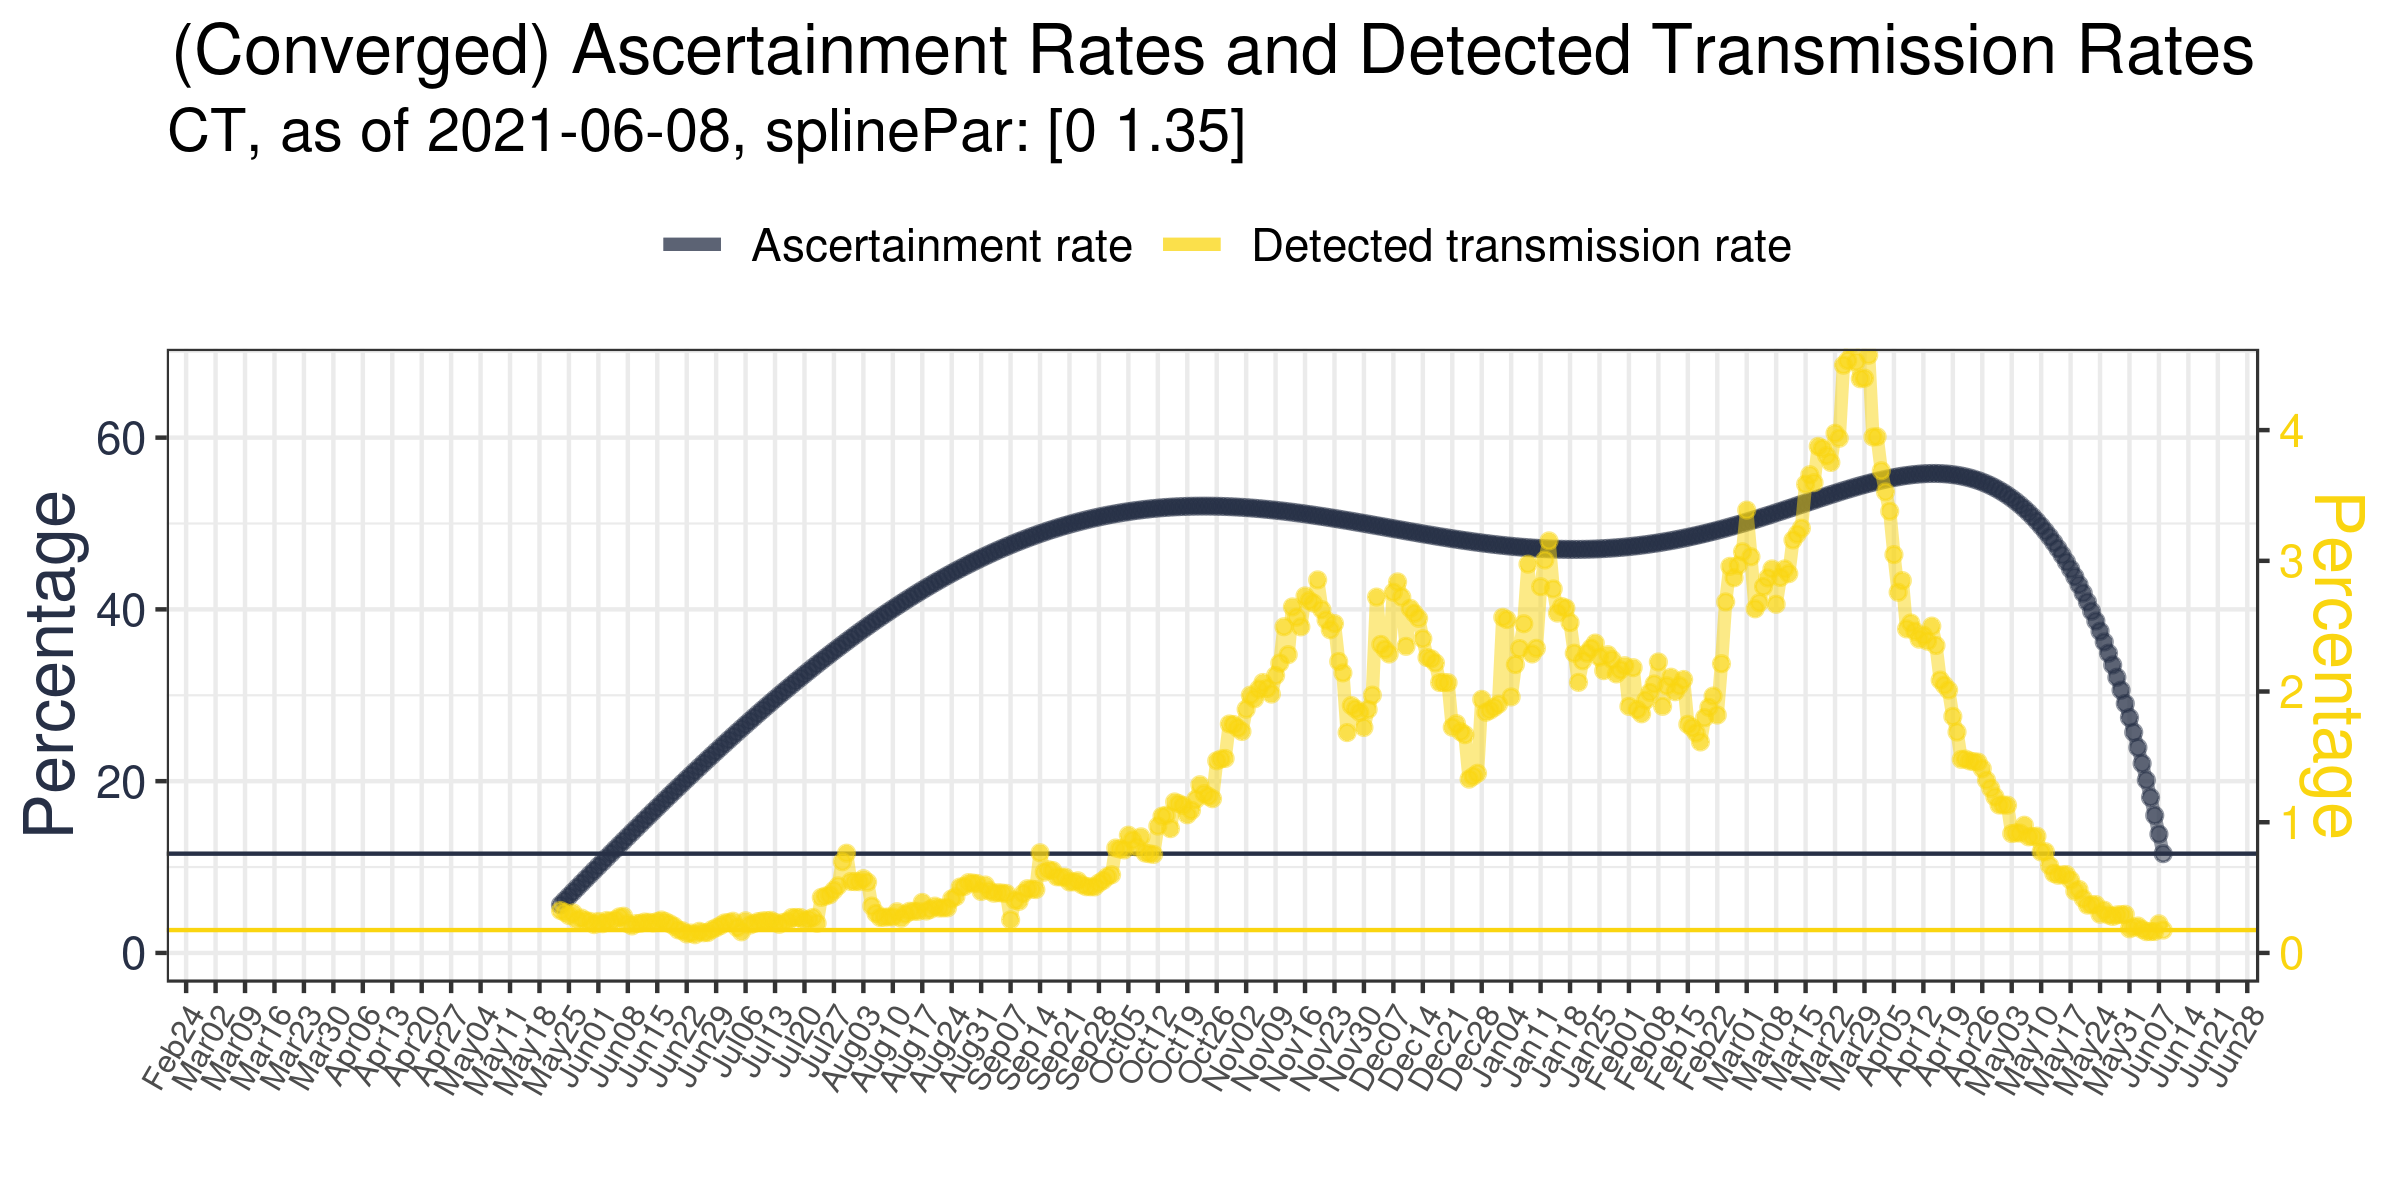 (Converged) Ascertainment Rates and Detected Transmission Rates
CT, as of 2021-06-08, splinePar: [0 1.35]
Ascertainment rate
Detected transmission rate
Percentage
60
40
20
0
4
3
2
1
0
Percentage
Feb24
Mar02
Mar09
Mar16
Mar23
Mar30
Apr06
Apr13
Apr20
Apr27
May04
May11
May18
May25
Jun01
Jun08
Jun15
Jun22
Jun29
Jul06
Jul13
Jul20
Jul27
Aug03
Aug10
Aug17
Aug24
Aug31
Sep07
Sep14
Sep21
Sep28
Oct05
Oct12
Oct19
Oct26
Nov02
Nov09
Nov16
Nov23
Nov30
Dec07
Dec14
Dec21
Dec28
Jan04
Jan11
Jan18
Jan25
Feb01
Feb08
Feb15
Feb22
Mar01
Mar08
Mar15
Mar22
Mar29
Apr05
Apr12
Apr19
Apr26
May03
May10
May17
May24
May31
Jun07
Jun14
Jun21
Jun28